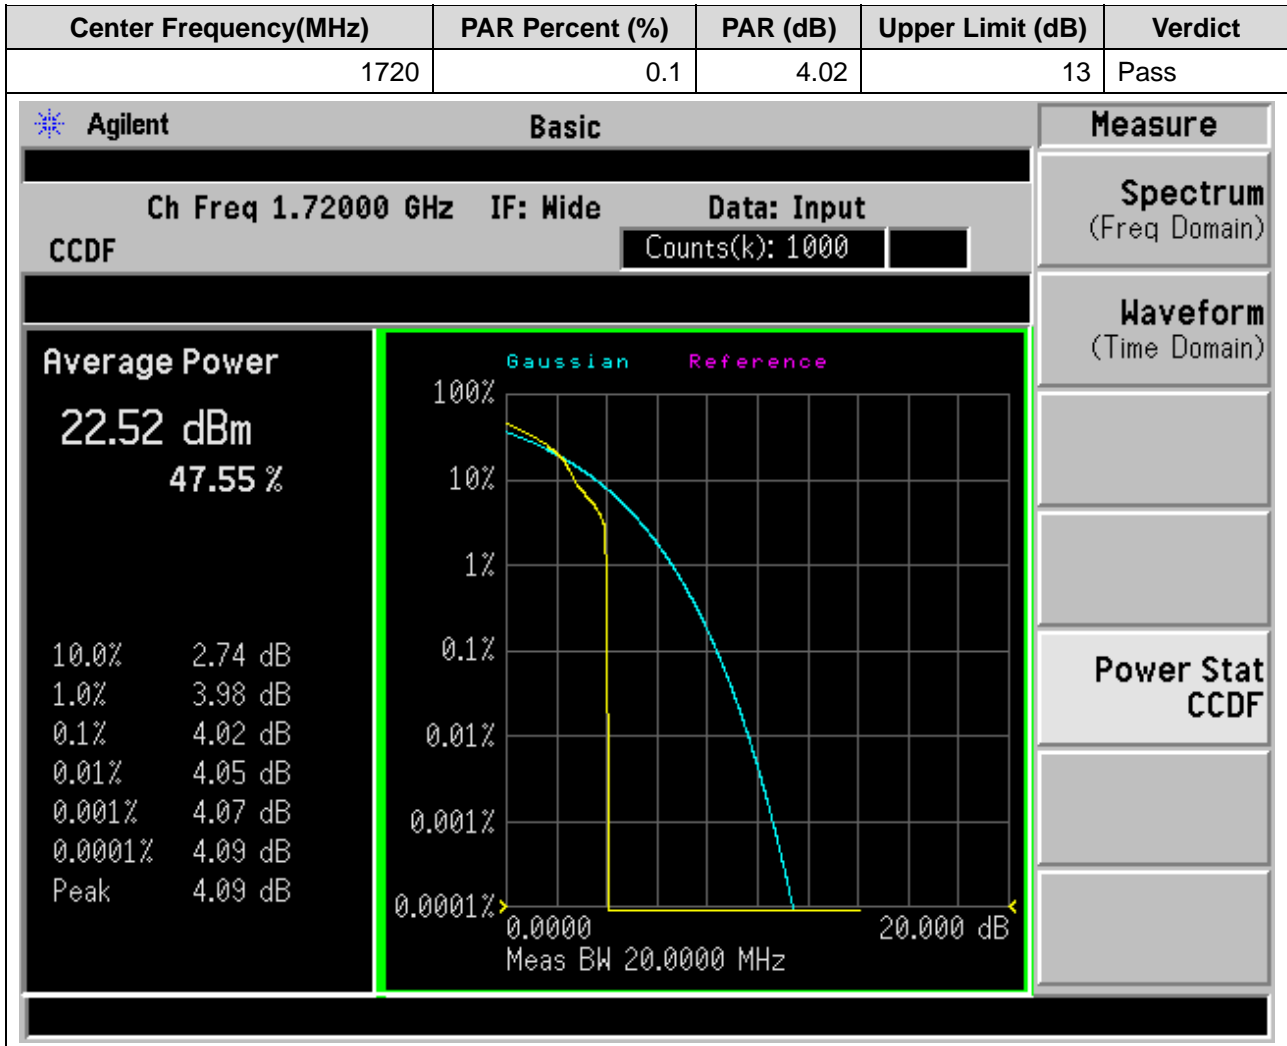 Center Frequency(MHz) PAR Percent (%) PAR (dB) Upper Limit (dB) Verdict
1720 0.1 4.02 13 Pass
Agilent Basic Measure
Ch Freq 1.72000 GHz IF: Wide Data: Input
CCDF Counts(k): 1000
Average Power
22.52 dBm
47.55 %
10.0% 2.74 dB
1.0% 3.98 dB
0.1% 4.02 dB
0.01% 4.05 dB
0.001% 4.07 dB
0.0001% 4.09 dB
Peak 4.09 dB
Gaussian Reference
100%
10%
1%
0.1%
0.01%
0.001%
0.0001%
0.0000 20.000 dB
Meas BW 20.0000 MHz
Spectrum
(Freq Domain)
Waveform
(Time Domain)
Power Stat
CCDF